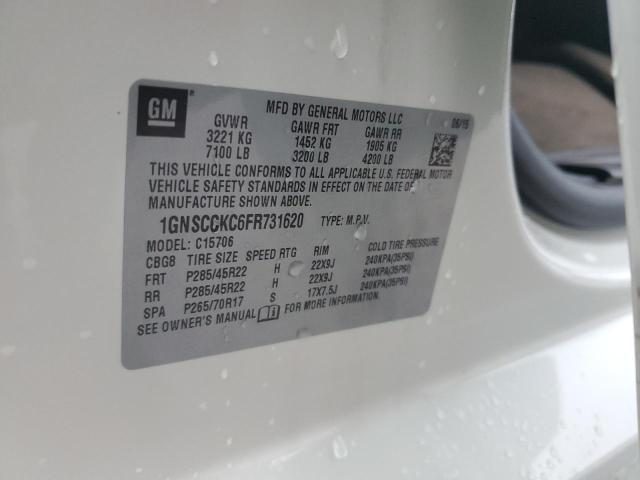 GM
MFD BY GENERAL MOTORS LLC
06/15
GVWR GAWR FRT GAWR RR
3221 KG 1452 KG 1905 KG
7100 LB 3200 LB 4200 LB
THIS VEHICLE CONFORMS TO ALL APPLICABLE U.S. FEDERAL MOTOR
VEHICLE SAFETY STANDARDS IN EFFECT ON THE DATE OF
MANUFACTURE SHOWN ABOVE.
1GNSCCKC6FR731620 TYPE: M.P.V.
MODEL: C15706
CBG8 TIRE SIZE SPEED RTG RIM COLD TIRE PRESSURE
FRT P285/45R22 H 22X9J 240KPA(35PSI)
RR P285/45R22 H 22X9J 240KPA(35PSI)
SPA P265/70R17 S 17X7.5J 240KPA(35PSI)
SEE OWNER'S MANUAL FOR MORE INFORMATION.